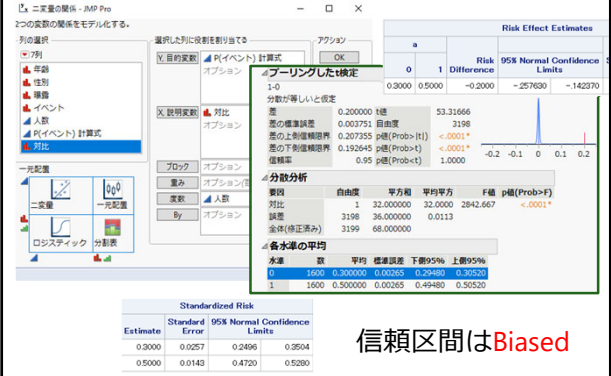 二変量の関係 - JMP Pro
2つの変数の関係をモデル化する。
列の選択
7列
年齢
性別
曝露
イベント
人数
P(イベント) 計算式
対比
一元配置
二変量
一元配置
ロジスティック
分割表
選択した列に役割を割り当てる
Y, 目的変数
P(イベント) 計算式
オプション
X, 説明変数
対比
オプション
ブロック
オプション
重み
度数
人数
By
オプション
アクション
OK
プーリングしたt検定
1-0
分散が等しいと仮定
差 0.200000 t値 53.31666
差の標準誤差 0.003751 自由度 3198
差の上側信頼限界 0.207355 p値(Prob>|t|) <.0001*
差の下側信頼限界 0.192645 p値(Prob>t) <.0001*
信頼率 0.95 p値(Prob<t) 1.0000
-0.2 -0.1 0 0.1 0.2
分散分析
要因 自由度 平方和 平均平方 F値 p値(Prob>F)
対比 1 32.000000 32.0000 2842.667 <.0001*
誤差 3198 36.000000 0.0113
全体(修正済み) 3199 68.000000
各水準の平均
水準 数 平均 標準誤差 下側95% 上側95%
0 1600 0.300000 0.00265 0.29480 0.30520
1 1600 0.500000 0.00265 0.49480 0.50520
Risk Effect Estimates
a
0 1 Risk Difference 95% Normal Confidence Limits
0.3000 0.5000 -0.2000 -.257630 -.142370
Standardized Risk
Estimate Standard Error 95% Normal Confidence Limits
0.3000 0.0257 0.2496 0.3504
0.5000 0.0143 0.4720 0.5280
信頼区間はBiased